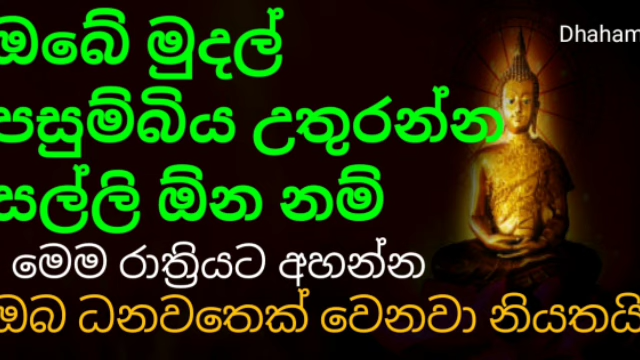 ඔබේ මුදල්
Dhaham
පසුම්බිය උතුරන්න
සල්ලි ඕන නම්
මෙම රාත්‍රියට අහන්න
ඔබ ධනවතෙක් වෙනවා නියතයි